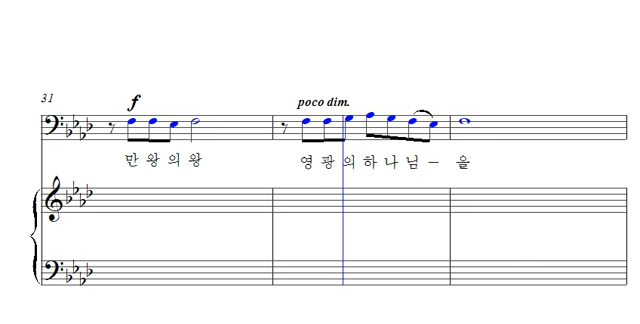 31
f
poco dim.
만 왕 의 왕 영 광 의 하 나 님 – 을